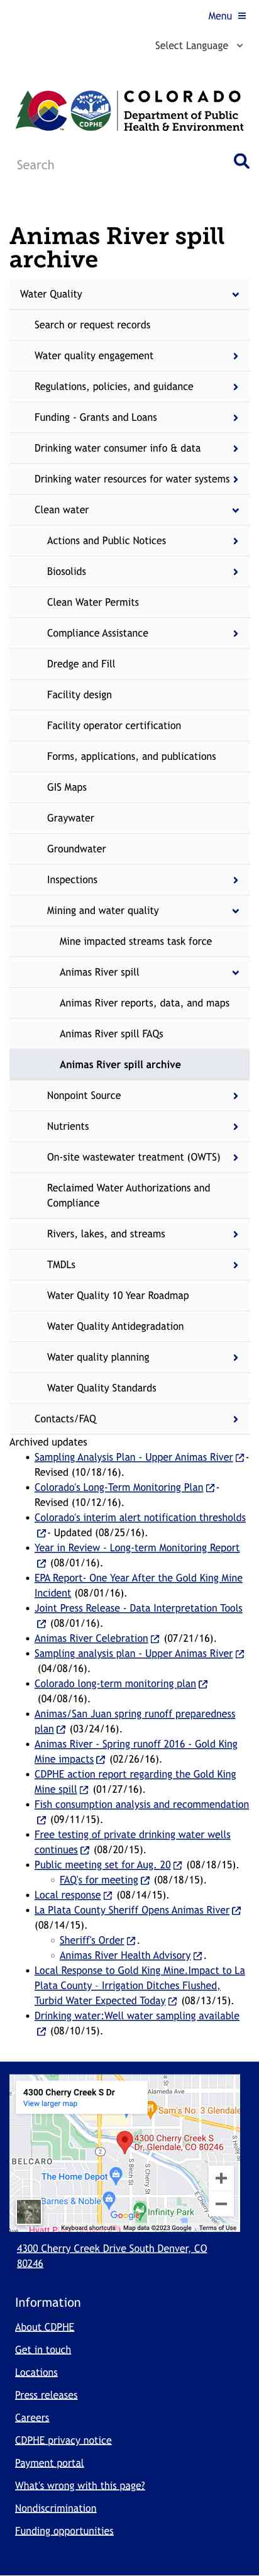 Menu
Select Language
CDPHE
COLORADO
Department of Public
Health & Environment
Search
Animas River spill
archive
Water Quality
Search or request records
Water quality engagement
Regulations, policies, and guidance
Funding - Grants and Loans
Drinking water consumer info & data
Drinking water resources for water systems
Clean water
Actions and Public Notices
Biosolids
Clean Water Permits
Compliance Assistance
Dredge and Fill
Facility design
Facility operator certification
Forms, applications, and publications
GIS Maps
Graywater
Groundwater
Inspections
Mining and water quality
Mine impacted streams task force
Animas River spill
Animas River reports, data, and maps
Animas River spill FAQs
Animas River spill archive
Nonpoint Source
Nutrients
On-site wastewater treatment (OWTS)
Reclaimed Water Authorizations and
Compliance
Rivers, lakes, and streams
TMDLs
Water Quality 10 Year Roadmap
Water Quality Antidegradation
Water quality planning
Water Quality Standards
Contacts/FAQ
Archived updates
Sampling Analysis Plan - Upper Animas River -
Revised (10/18/16).
Colorado's Long-Term Monitoring Plan -
Revised (10/12/16).
Colorado's interim alert notification thresholds
- Updated (08/25/16).
Year in Review - Long-term Monitoring Report
(08/01/16).
EPA Report- One Year After the Gold King Mine
Incident (08/01/16).
Joint Press Release - Data Interpretation Tools
(08/01/16).
Animas River Celebration (07/21/16).
Sampling analysis plan - Upper Animas River
(04/08/16).
Colorado long-term monitoring plan
(04/08/16).
Animas/San Juan spring runoff preparedness
plan (03/24/16).
Animas River - Spring runoff 2016 - Gold King
Mine impacts (02/26/16).
CDPHE action report regarding the Gold King
Mine spill (01/27/16).
Fish consumption analysis and recommendation
(09/11/15).
Free testing of private drinking water wells
continues (08/20/15).
Public meeting set for Aug. 20 (08/18/15).
FAQ's for meeting (08/18/15).
Local response (08/14/15).
La Plata County Sheriff Opens Animas River
(08/14/15).
Sheriff's Order.
Animas River Health Advisory.
Local Response to Gold King Mine.Impact to La
Plata County - Irrigation Ditches Flushed,
Turbid Water Expected Today (08/13/15).
Drinking water:Well water sampling available
(08/10/15).
4300 Cherry Creek S Dr
View larger map
Alameda Ave
Sam's No. 3 Glendale
4300 Cherry Creek S
Dr, Glendale, CO 80246
BELCARO
The Home Depot
Barnes & Noble
Infinity Park
Google
Hyatt P
Keyboard shortcuts
Map data ©2023 Google
Terms of Use
4300 Cherry Creek Drive South Denver, CO
80246
Information
About CDPHE
Get in touch
Locations
Press releases
Careers
CDPHE privacy notice
Payment portal
What's wrong with this page?
Nondiscrimination
Funding opportunities